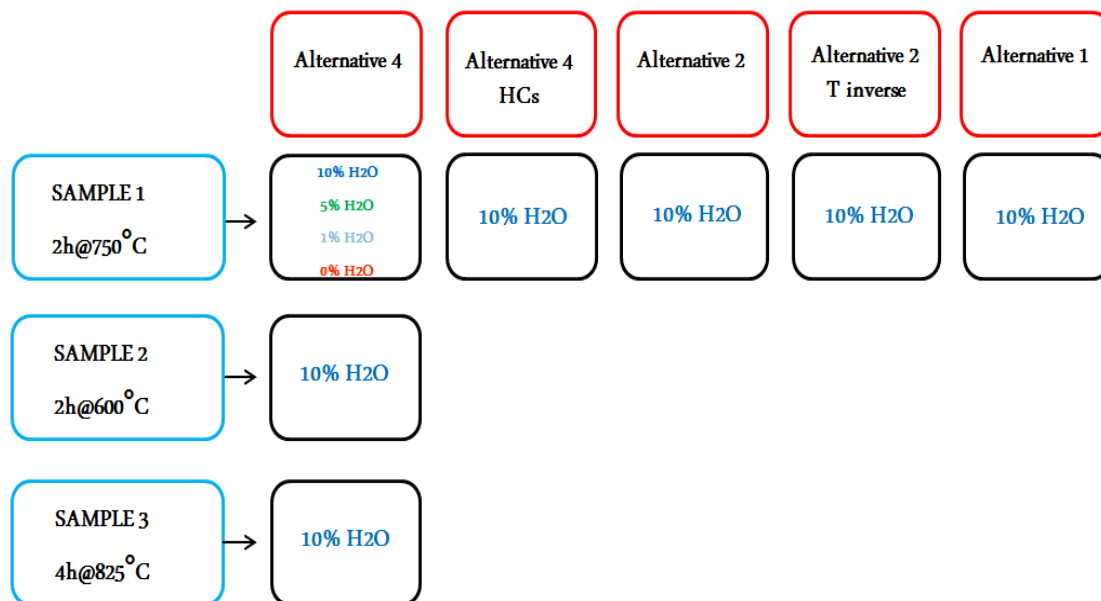 Alternative 4
Alternative 4
HCs
Alternative 2
Alternative 2
T inverse
Alternative 1
SAMPLE 1
2h@750°C
10% H2O
5% H2O
1% H2O
0% H2O
10% H2O
10% H2O
10% H2O
10% H2O
SAMPLE 2
2h@600°C
10% H2O
SAMPLE 3
4h@825°C
10% H2O